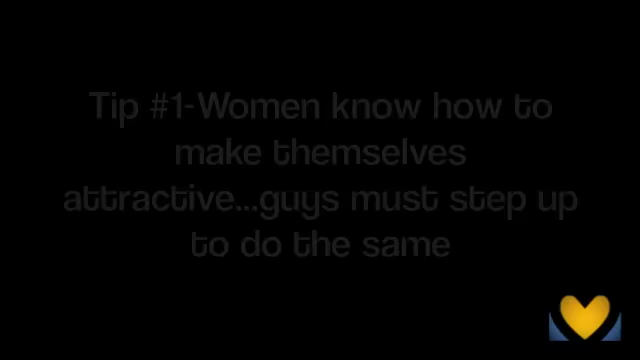 Tip #1-Women know how to
make themselves
attractive...guys must step up
to do the same